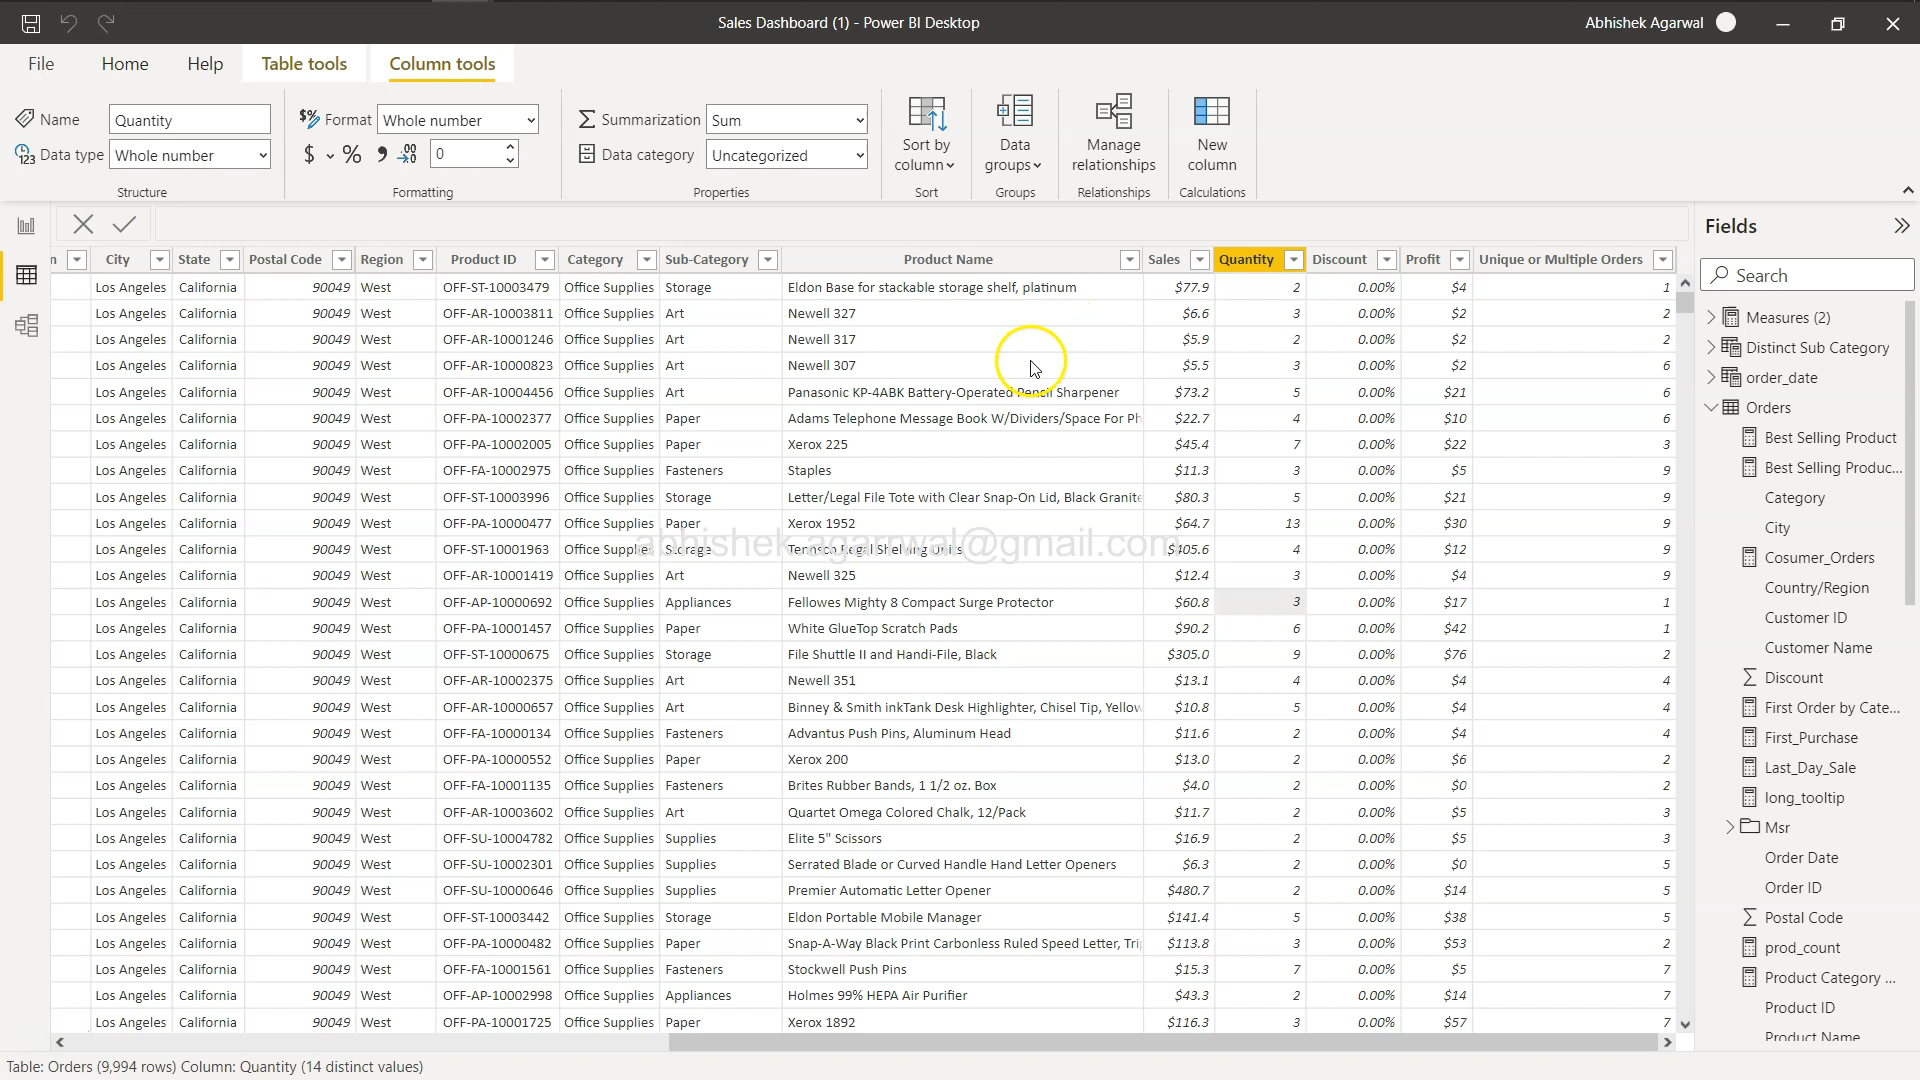 Sales Dashboard (1) - Power BI Desktop
Abhishek Agarwal
File Home Help Table tools Column tools
Name Quantity
Data type Whole number
Structure
Format Whole number
$ % 0
Formatting
Summarization Sum
Data category Uncategorized
Properties
Sort by column
Sort
Data groups
Groups
Manage relationships
Relationships
New column
Calculations
n City State Postal Code Region Product ID Category Sub-Category Product Name Sales Quantity Discount Profit Unique or Multiple Orders
Los Angeles California 90049 West OFF-ST-10003479 Office Supplies Storage Eldon Base for stackable storage shelf, platinum $77.9 2 0.00% $4 1
Los Angeles California 90049 West OFF-AR-10003811 Office Supplies Art Newell 327 $6.6 3 0.00% $2 2
Los Angeles California 90049 West OFF-AR-10001246 Office Supplies Art Newell 317 $5.9 2 0.00% $2 2
Los Angeles California 90049 West OFF-AR-10000823 Office Supplies Art Newell 307 $5.5 3 0.00% $2 6
Los Angeles California 90049 West OFF-AR-10004456 Office Supplies Art Panasonic KP-4ABK Battery-Operated Pencil Sharpener $73.2 5 0.00% $21 6
Los Angeles California 90049 West OFF-PA-10002377 Office Supplies Paper Adams Telephone Message Book W/Dividers/Space For Ph $22.7 4 0.00% $10 6
Los Angeles California 90049 West OFF-PA-10002005 Office Supplies Paper Xerox 225 $45.4 7 0.00% $22 3
Los Angeles California 90049 West OFF-FA-10002975 Office Supplies Fasteners Staples $11.3 3 0.00% $5 9
Los Angeles California 90049 West OFF-ST-10003996 Office Supplies Storage Letter/Legal File Tote with Clear Snap-On Lid, Black Granite $80.3 5 0.00% $21 9
Los Angeles California 90049 West OFF-PA-10000477 Office Supplies Paper Xerox 1952 $64.7 13 0.00% $30 9
abhishek.agarrwal@gmail.com
Los Angeles California 90049 West OFF-ST-10001963 Office Supplies Storage Tennsco Regal Shelving Units $405.6 4 0.00% $12 9
Los Angeles California 90049 West OFF-AR-10001419 Office Supplies Art Newell 325 $12.4 3 0.00% $4 9
Los Angeles California 90049 West OFF-AP-10000692 Office Supplies Appliances Fellowes Mighty 8 Compact Surge Protector $60.8 3 0.00% $17 1
Los Angeles California 90049 West OFF-PA-10001457 Office Supplies Paper White GlueTop Scratch Pads $90.2 6 0.00% $42 1
Los Angeles California 90049 West OFF-ST-10000675 Office Supplies Storage File Shuttle II and Handi-File, Black $305.0 9 0.00% $76 2
Los Angeles California 90049 West OFF-AR-10002375 Office Supplies Art Newell 351 $13.1 4 0.00% $4 4
Los Angeles California 90049 West OFF-AR-10000657 Office Supplies Art Binney & Smith inkTank Desk Highlighter, Chisel Tip, Yellow $10.8 5 0.00% $4 4
Los Angeles California 90049 West OFF-FA-10000134 Office Supplies Fasteners Advantus Push Pins, Aluminum Head $11.6 2 0.00% $4 4
Los Angeles California 90049 West OFF-PA-10000552 Office Supplies Paper Xerox 200 $13.0 2 0.00% $6 2
Los Angeles California 90049 West OFF-FA-10001135 Office Supplies Fasteners Brites Rubber Bands, 1 1/2 oz. Box $4.0 2 0.00% $0 2
Los Angeles California 90049 West OFF-AR-10003602 Office Supplies Art Quartet Omega Colored Chalk, 12/Pack $11.7 2 0.00% $5 3
Los Angeles California 90049 West OFF-SU-10004782 Office Supplies Supplies Elite 5" Scissors $16.9 2 0.00% $5 3
Los Angeles California 90049 West OFF-SU-10002301 Office Supplies Supplies Serrated Blade or Curved Handle Hand Letter Openers $6.3 2 0.00% $0 5
Los Angeles California 90049 West OFF-SU-10000646 Office Supplies Supplies Premier Automatic Letter Opener $480.7 2 0.00% $14 5
Los Angeles California 90049 West OFF-ST-10003442 Office Supplies Storage Eldon Portable Mobile Manager $141.4 5 0.00% $38 5
Los Angeles California 90049 West OFF-PA-10000482 Office Supplies Paper Snap-A-Way Black Print Carbonless Ruled Speed Letter, Tri $113.8 3 0.00% $53 2
Los Angeles California 90049 West OFF-FA-10001561 Office Supplies Fasteners Stockwell Push Pins $15.3 7 0.00% $5 7
Los Angeles California 90049 West OFF-AP-10002998 Office Supplies Appliances Holmes 99% HEPA Air Purifier $43.3 2 0.00% $14 7
Los Angeles California 90049 West OFF-PA-10001725 Office Supplies Paper Xerox 1892 $116.3 3 0.00% $57 7
Table: Orders (9,994 rows) Column: Quantity (14 distinct values)
Fields
Search
Measures (2)
Distinct Sub Category
order_date
Orders
Best Selling Product
Best Selling Produc...
Category
City
Cosumer_Orders
Country/Region
Customer ID
Customer Name
Discount
First Order by Cate...
First_Purchase
Last_Day_Sale
long_tooltip
Msr
Order Date
Order ID
Postal Code
prod_count
Product Category ...
Product ID
Product Name